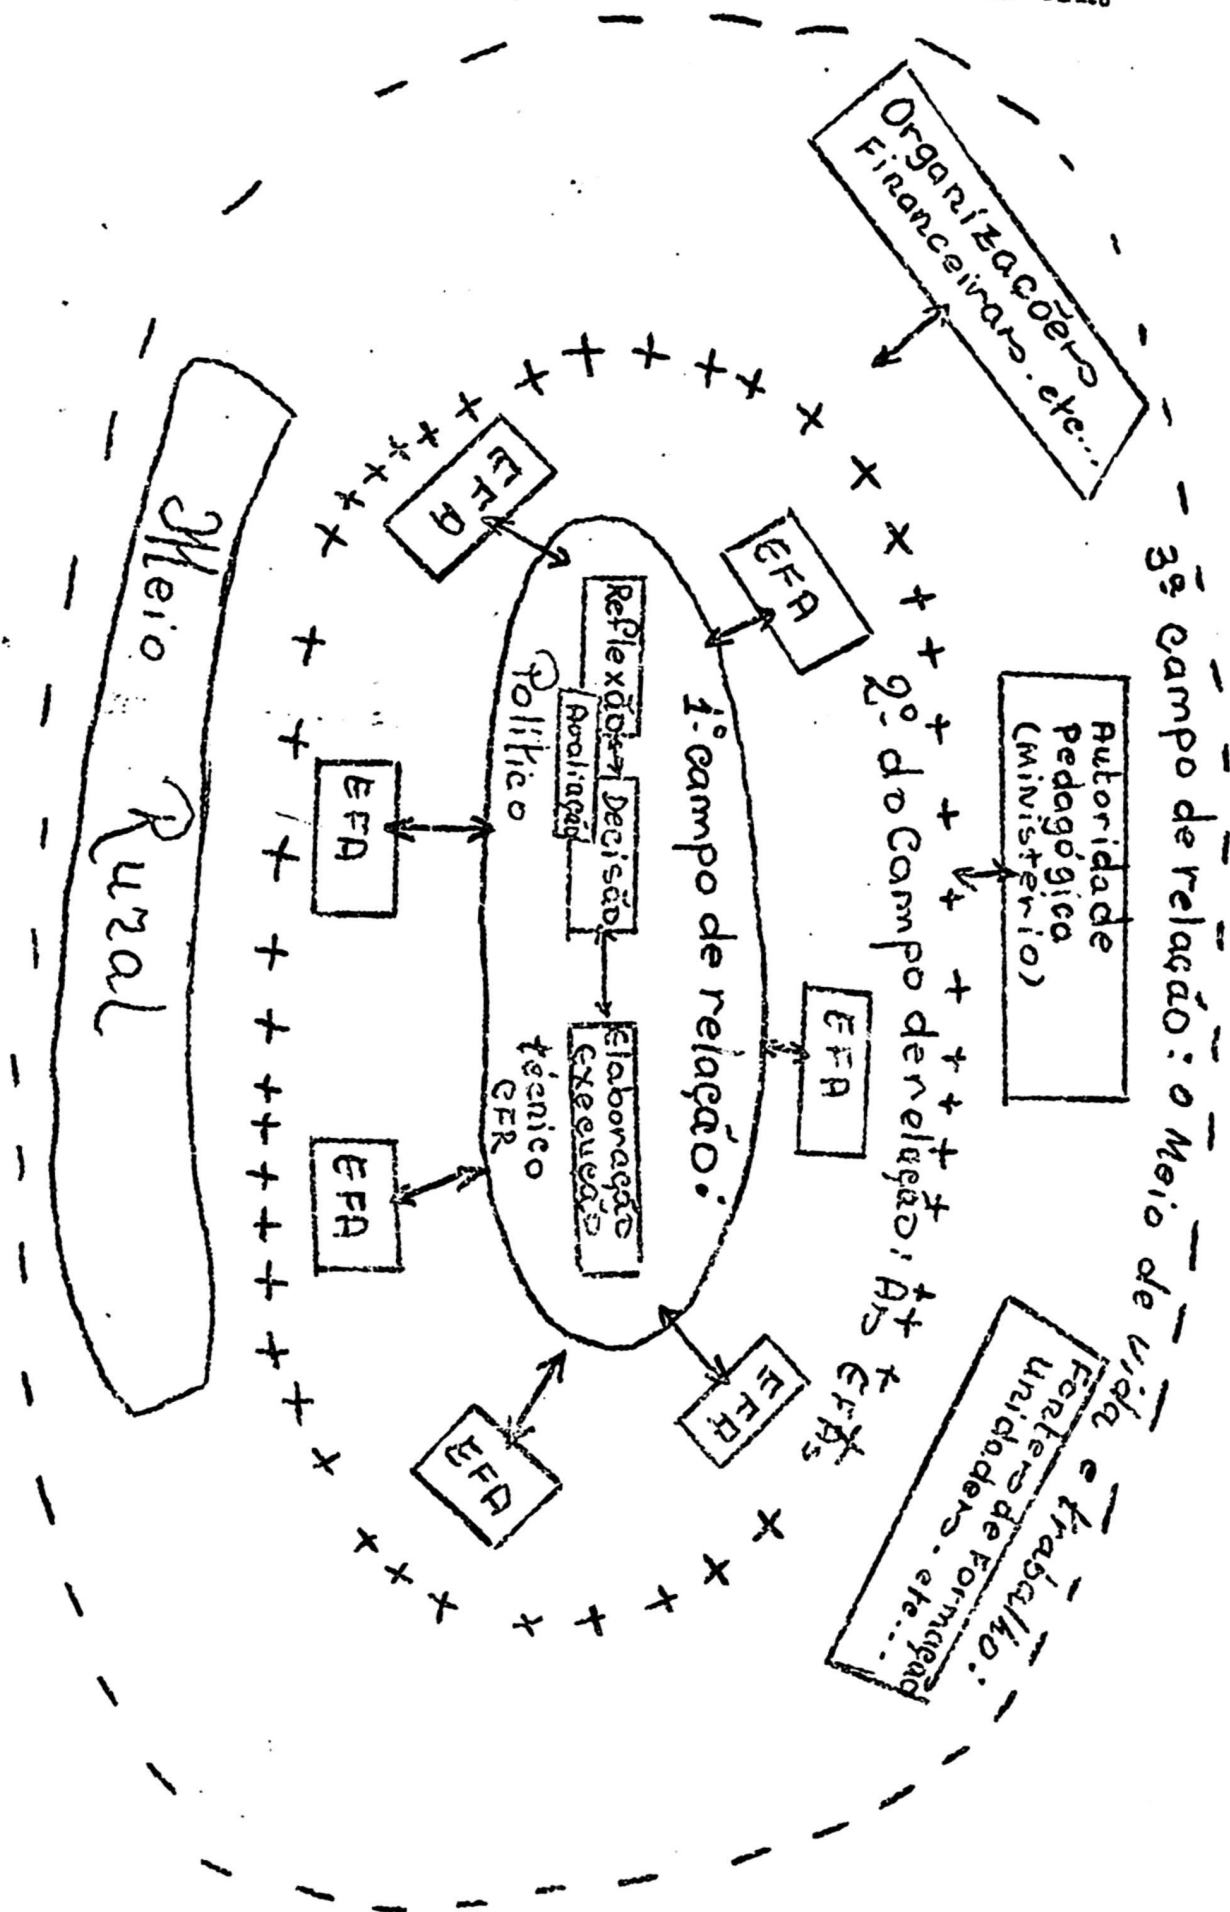 3º campo de relação: o Meio de vida e trabalho:
Organizações
Financeiras. etc...
Autoridade
Pedagógica
(Ministério)
Fontes de Formação
Unidades. etc...
2º do Campo de relação: As EFAs
EFA
EFA
EFA
EFA
1º campo de relação:
Reflexão
Decisão
Avaliação
Político
Elaboração
execução
técnico
CFR
EFA
EFA
EFA
Meio Rural